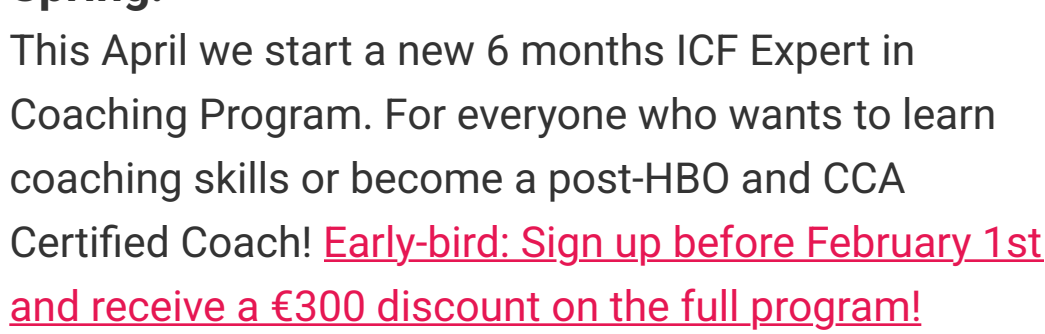 Spring!
This April we start a new 6 months ICF Expert in
Coaching Program. For everyone who wants to learn
coaching skills or become a post-HBO and CCA
Certified Coach! Early-bird: Sign up before February 1st
and receive a €300 discount on the full program!